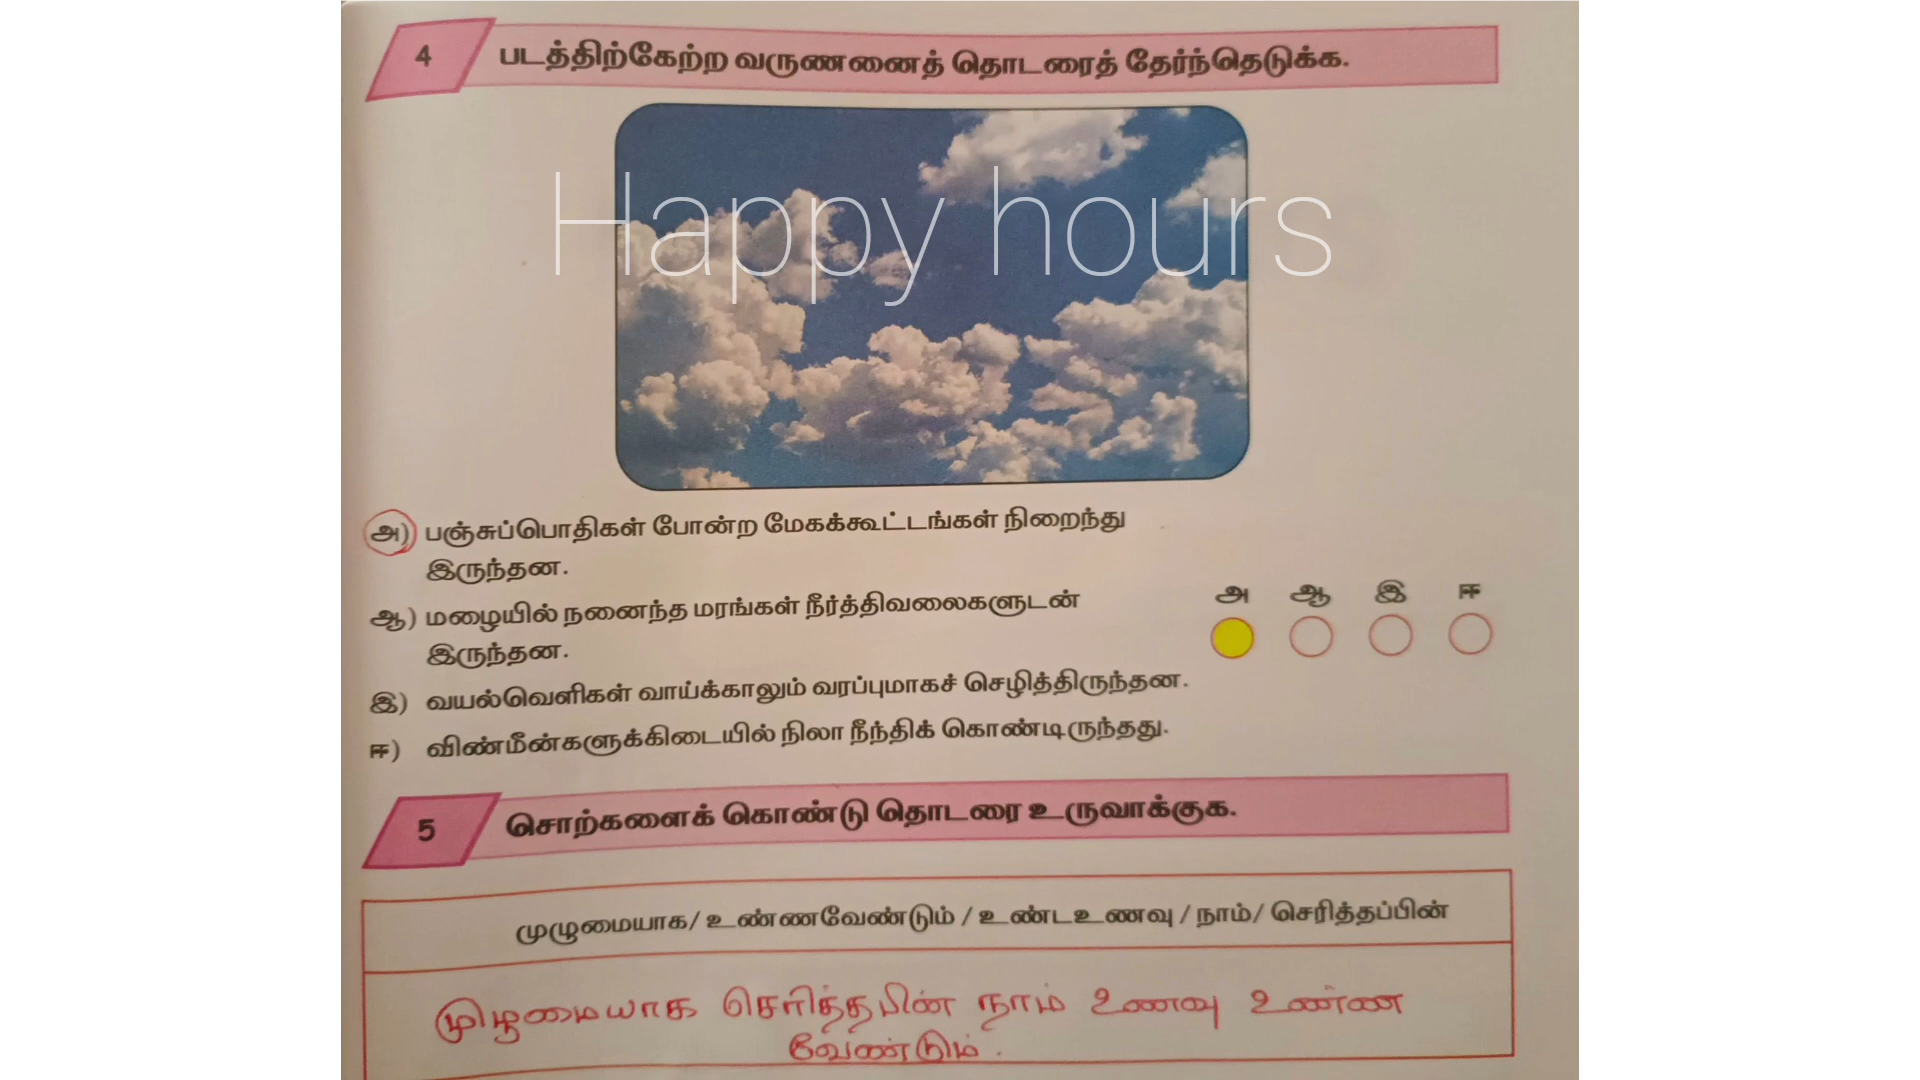 4 படத்திற்கேற்ற வருணனைத் தொடரைத் தேர்ந்தெடுக்க.
Happy hours
அ) பஞ்சுப்பொதிகள் போன்ற மேகக்கூட்டங்கள் நிறைந்து
இருந்தன.
ஆ) மழையில் நனைந்த மரங்கள் நீர்த்திவலைகளுடன்
இருந்தன.
அ ஆ இ ஈ
இ) வயல்வெளிகள் வாய்க்காலும் வரப்புமாகச் செழித்திருந்தன.
ஈ) விண்மீன்களுக்கிடையில் நிலா நீந்திக் கொண்டிருந்தது.
5 சொற்களைக் கொண்டு தொடரை உருவாக்குக.
முழுமையாக/ உண்ணவேண்டும் / உண்டஉணவு / நாம்/ செரித்தப்பின்
முழுமையாக செரித்தபின் நாம் உணவு உண்ண
வேண்டும்.